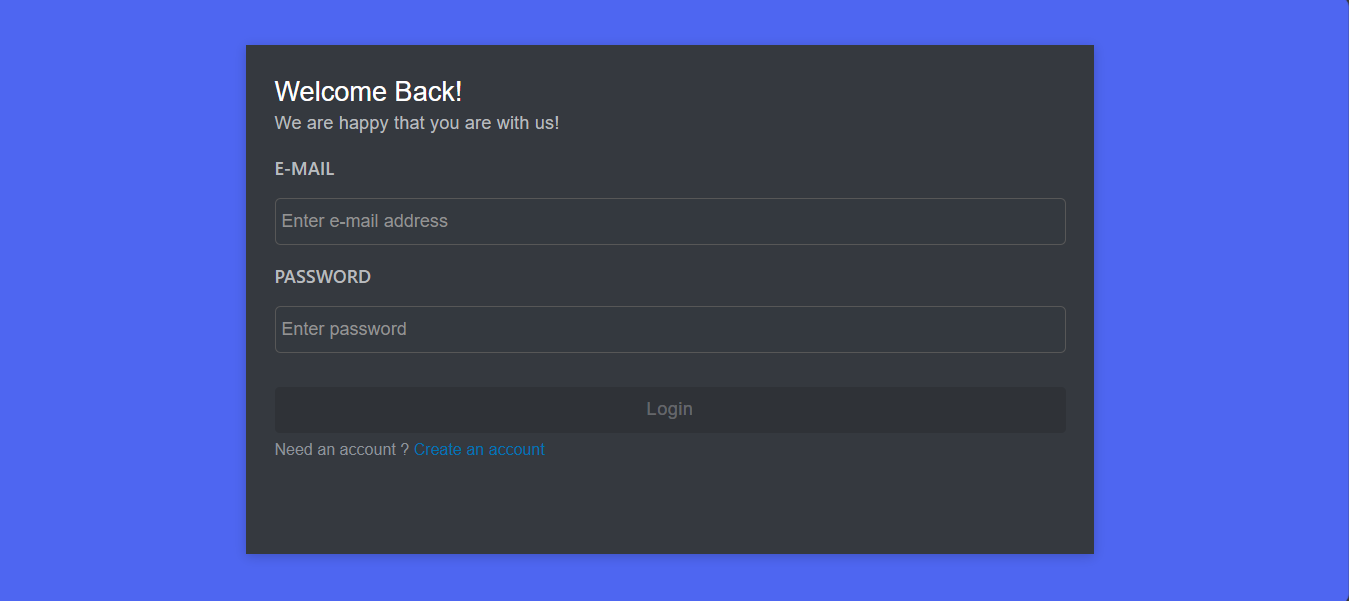 Welcome Back!
We are happy that you are with us!
E-MAIL
Enter e-mail address
PASSWORD
Enter password
Login
Need an account ? Create an account